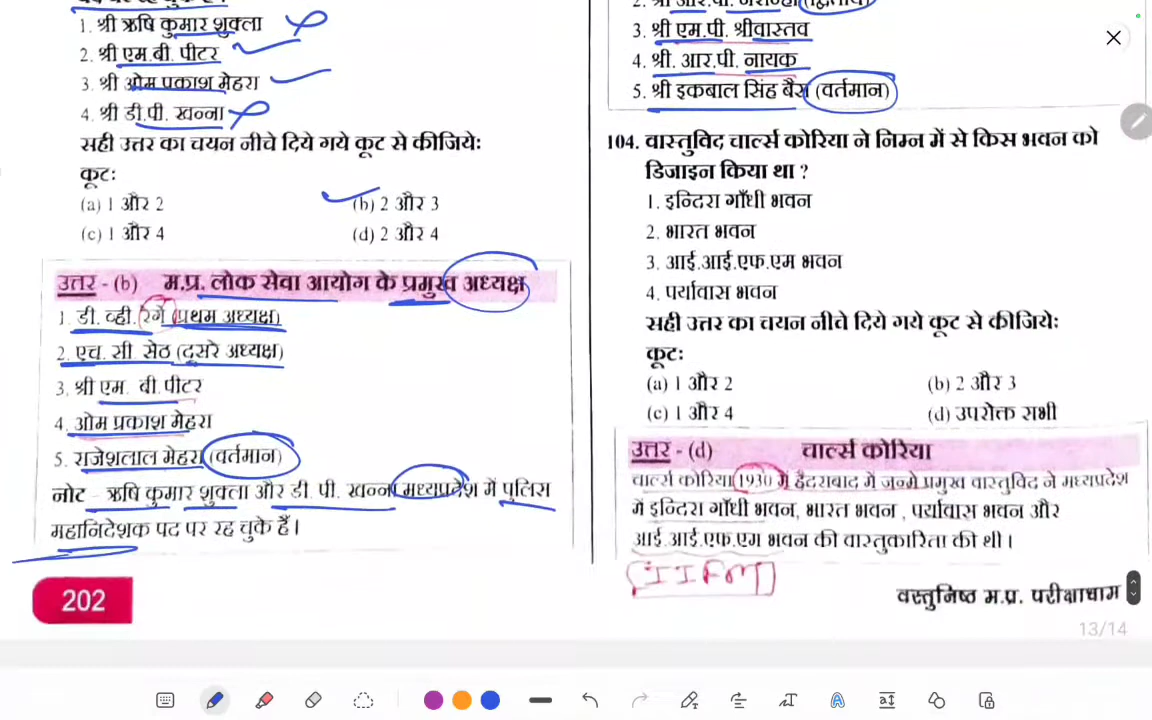 1. श्री ऋषि कुमार शुक्ला
2. श्री एम.बी. पीटर
3. श्री ओम प्रकाश मेहरा
4. श्री डी.पी. खन्ना
सही उत्तर का चयन नीचे दिये गये कूट से कीजिये:
कूट:
(a) 1 और 2 (b) 2 और 3
(c) 1 और 4 (d) 2 और 4
उत्तर - (b) म.प्र. लोक सेवा आयोग के प्रमुख अध्यक्ष
1. डी. व्ही. रेगे (प्रथम अध्यक्ष)
2. एच. सी. सेठ (दूसरे अध्यक्ष)
3. श्री एम. बी. पीटर
4. ओम प्रकाश मेहरा
5. राजेशलाल मेहरा (वर्तमान)
नोट - ऋषि कुमार शुक्ला और डी. पी. खन्ना मध्यप्रदेश में पुलिस
महानिदेशक पद पर रह चुके हैं।
202
3. श्री एम.पी. श्रीवास्तव
4. श्री. आर.पी. नायक
5. श्री इकबाल सिंह बैस (वर्तमान)
104. वास्तुविद चार्ल्स कोरिया ने निम्न में से किस भवन को
डिजाइन किया था ?
1. इन्दिरा गाँधी भवन
2. भारत भवन
3. आई.आई.एफ.एम भवन
4. पर्यावास भवन
सही उत्तर का चयन नीचे दिये गये कूट से कीजिये:
कूट:
(a) 1 और 2 (b) 2 और 3
(c) 1 और 4 (d) उपरोक्त सभी
उत्तर - (d) चार्ल्स कोरिया
चार्ल्स कोरिया 1930 में हैदराबाद में जन्मे प्रमुख वास्तुविद ने मध्यप्रदेश
में इन्दिरा गाँधी भवन, भारत भवन, पर्यावास भवन और
आई.आई.एफ.एम भवन की वास्तुकारिता की थी।
(IIFM)
वस्तुनिष्ठ म.प्र. परीक्षाधाम
13/14